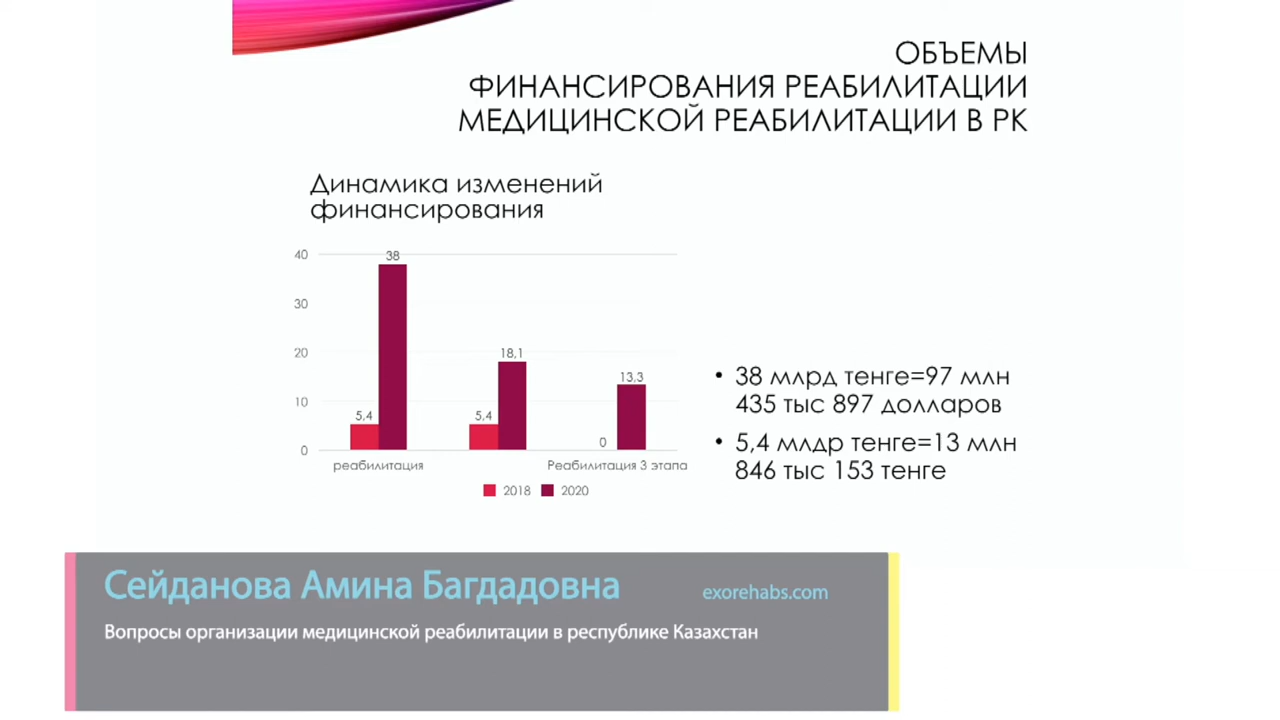 ОБЪЕМЫ
ФИНАНСИРОВАНИЯ РЕАБИЛИТАЦИИ
МЕДИЦИНСКОЙ РЕАБИЛИТАЦИИ В РК
Динамика изменений
финансирования
40
30
20
10
0
5,4
38
5,4
18,1
0
13,3
реабилитация
Реабилитация 3 этапа
2018
2020
• 38 млрд тенге=97 млн
435 тыс 897 долларов
• 5,4 млдр тенге=13 млн
846 тыс 153 тенге
Сейданова Амина Багдадовна
exorehabs.com
Вопросы организации медицинской реабилитации в республике Казахстан